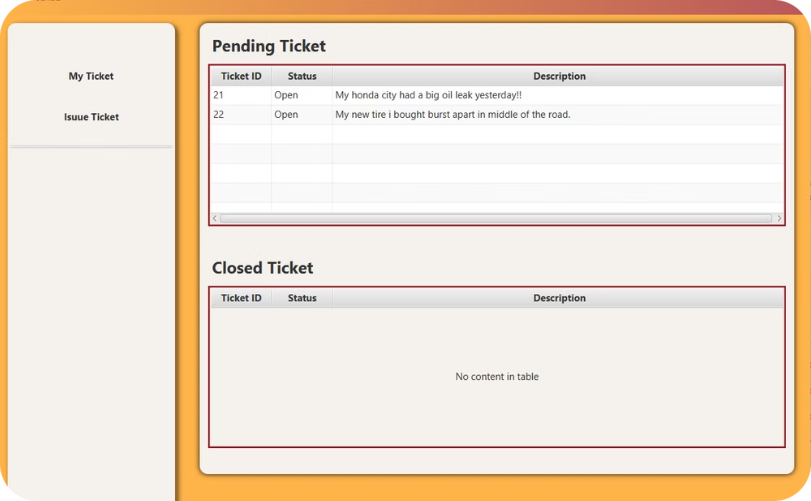 My Ticket
Isuue Ticket
Pending Ticket
Ticket ID Status Description
21 Open My honda city had a big oil leak yesterday!!
22 Open My new tire i bought burst apart in middle of the road.
Closed Ticket
Ticket ID Status Description
No content in table